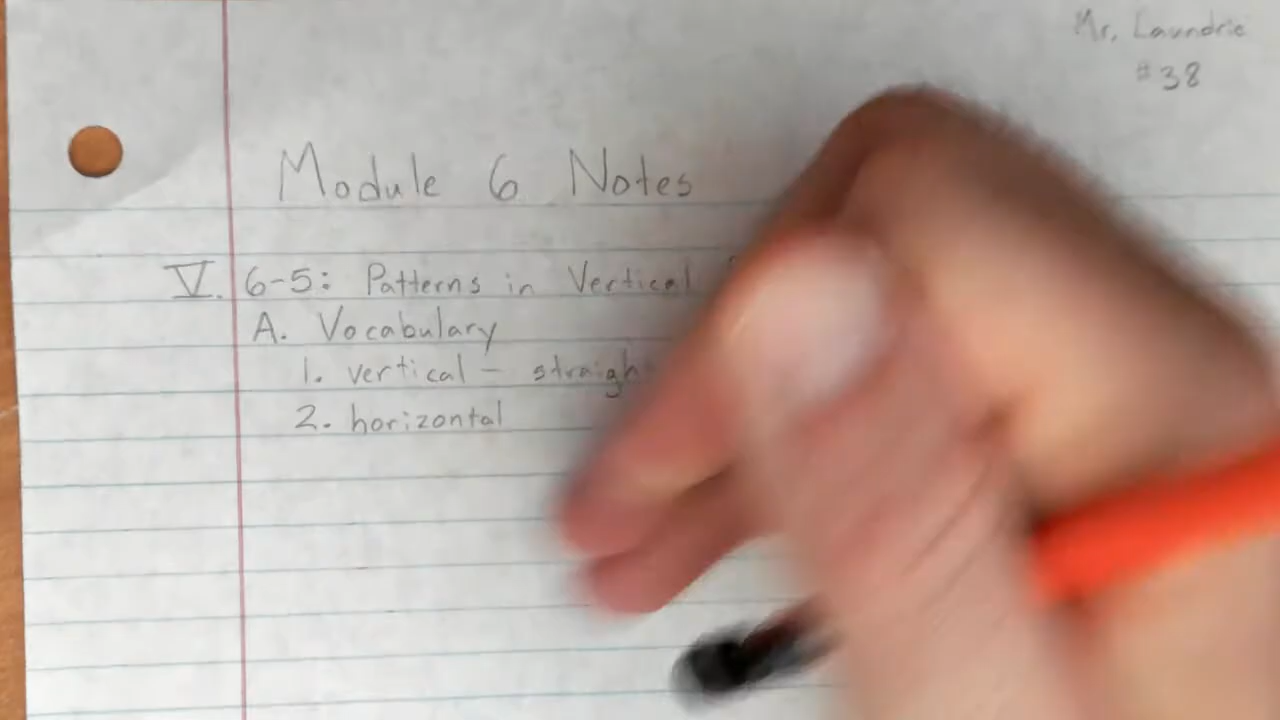 Mr. Laundrie
#38
Module 6 Notes
V. 6-5: Patterns in Vertical
A. Vocabulary
1. vertical - straigh
2. horizontal